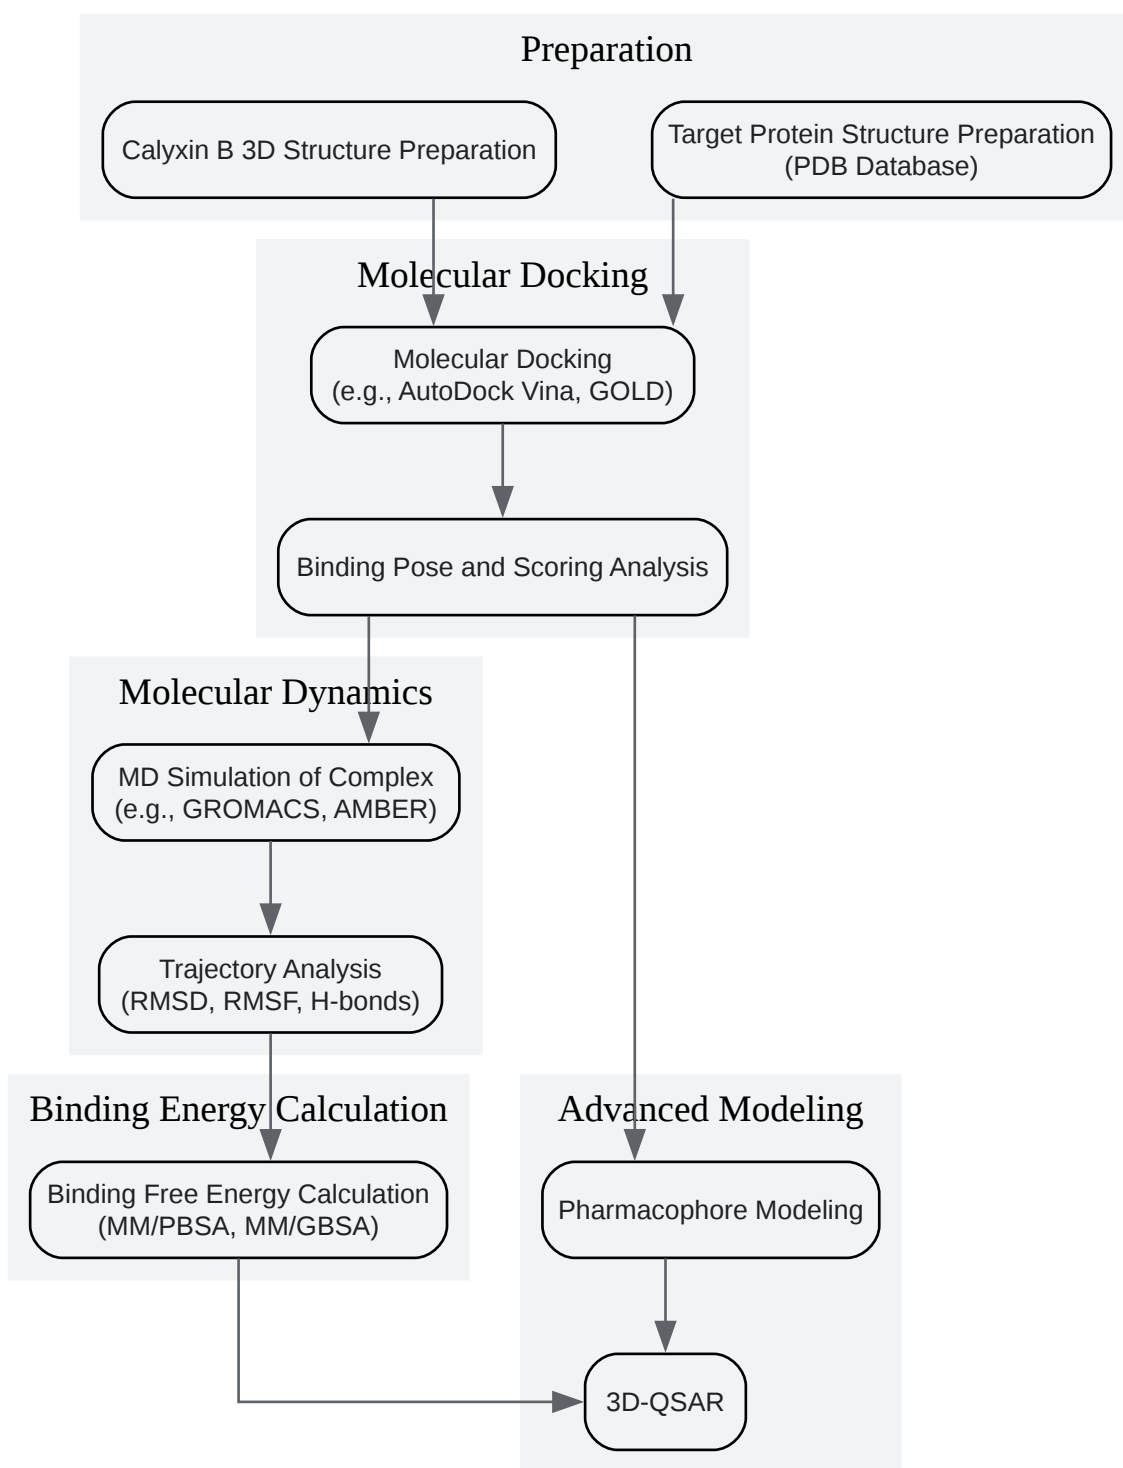 Preparation
Calyxin B 3D Structure Preparation
Target Protein Structure Preparation
(PDB Database)
Molecular Docking
Molecular Docking
(e.g., AutoDock Vina, GOLD)
Binding Pose and Scoring Analysis
Molecular Dynamics
MD Simulation of Complex
(e.g., GROMACS, AMBER)
Trajectory Analysis
(RMSD, RMSF, H-bonds)
Binding Energy Calculation
Binding Free Energy Calculation
(MM/PBSA, MM/GBSA)
Advanced Modeling
Pharmacophore Modeling
3D-QSAR